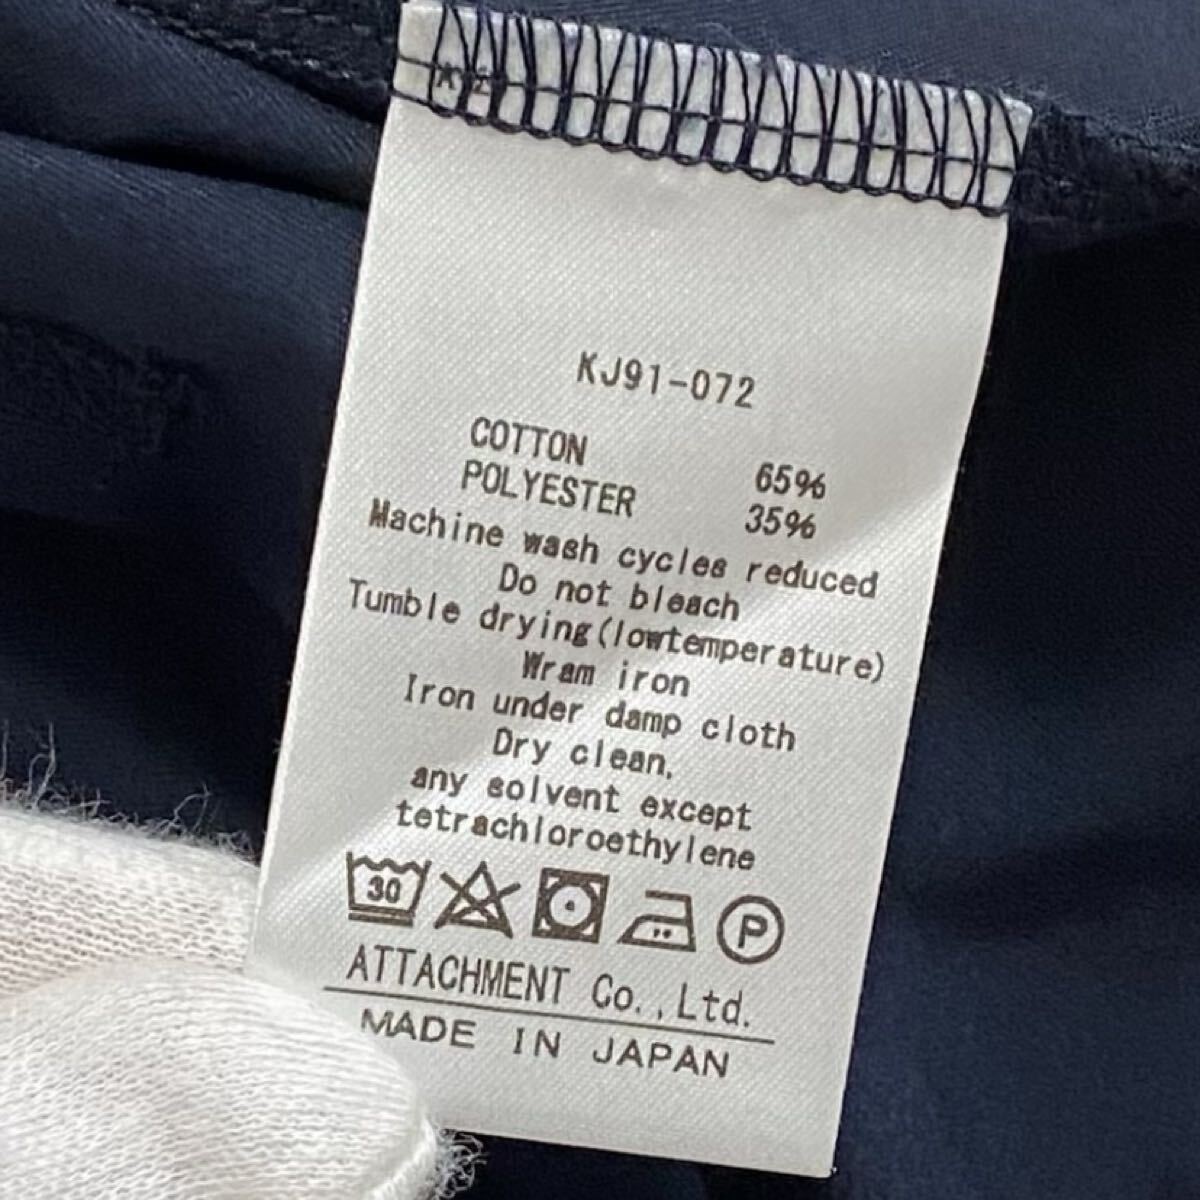 KJ91-072
COTTON 65%
POLYESTER 35%
Machine wash cycles reduced
Do not bleach
Tumble drying(lowtemperature)
Wram iron
Iron under damp cloth
Dry clean,
any solvent except
tetrachloroethylene
30 P
ATTACHMENT Co.,Ltd.
MADE IN JAPAN